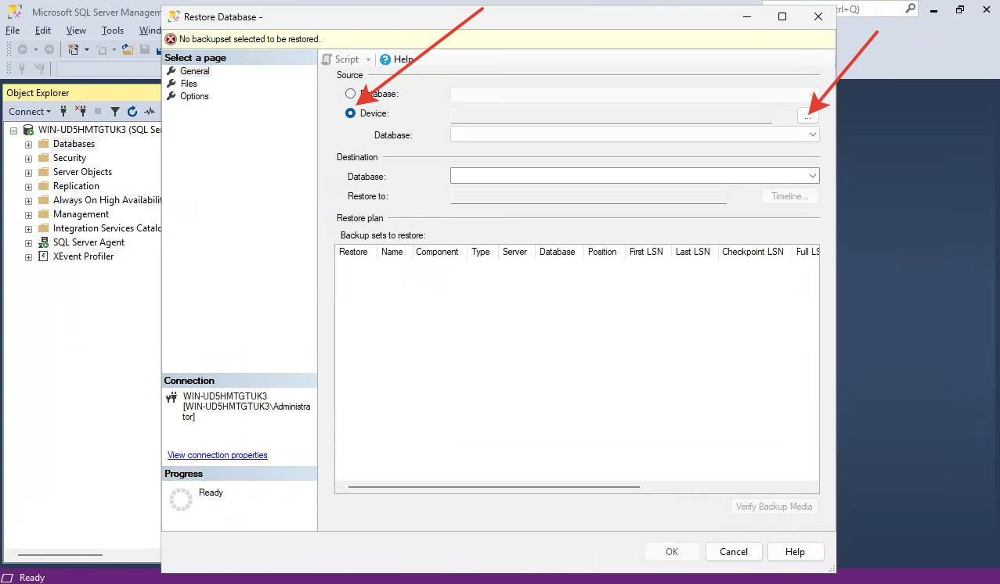 Microsoft SQL Server Managem
Restore Database -
trl+Q)
File Edit View Tools Wind
No backupset selected to be restored.
Select a page
General
Files
Options
Script
Help
Source
Database:
Device:
...
Database:
Destination
Database:
Restore to:
Timeline...
Restore plan
Backup sets to restore:
Restore Name Component Type Server Database Position First LSN Last LSN Checkpoint LSN Full LS
Verify Backup Media
Object Explorer
Connect
WIN-UD5HMTGTUK3 (SQL Se
Databases
Security
Server Objects
Replication
Always On High Availabili
Management
Integration Services Catalo
SQL Server Agent
XEvent Profiler
Connection
WIN-UD5HMTGTUK3
[WIN-UD5HMTGTUK3\Administra
tor]
View connection properties
Progress
Ready
OK Cancel Help
Ready